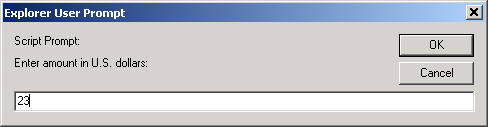 Explorer User Prompt
Script Prompt:
OK
Enter amount in U.S. dollars:
Cancel
23